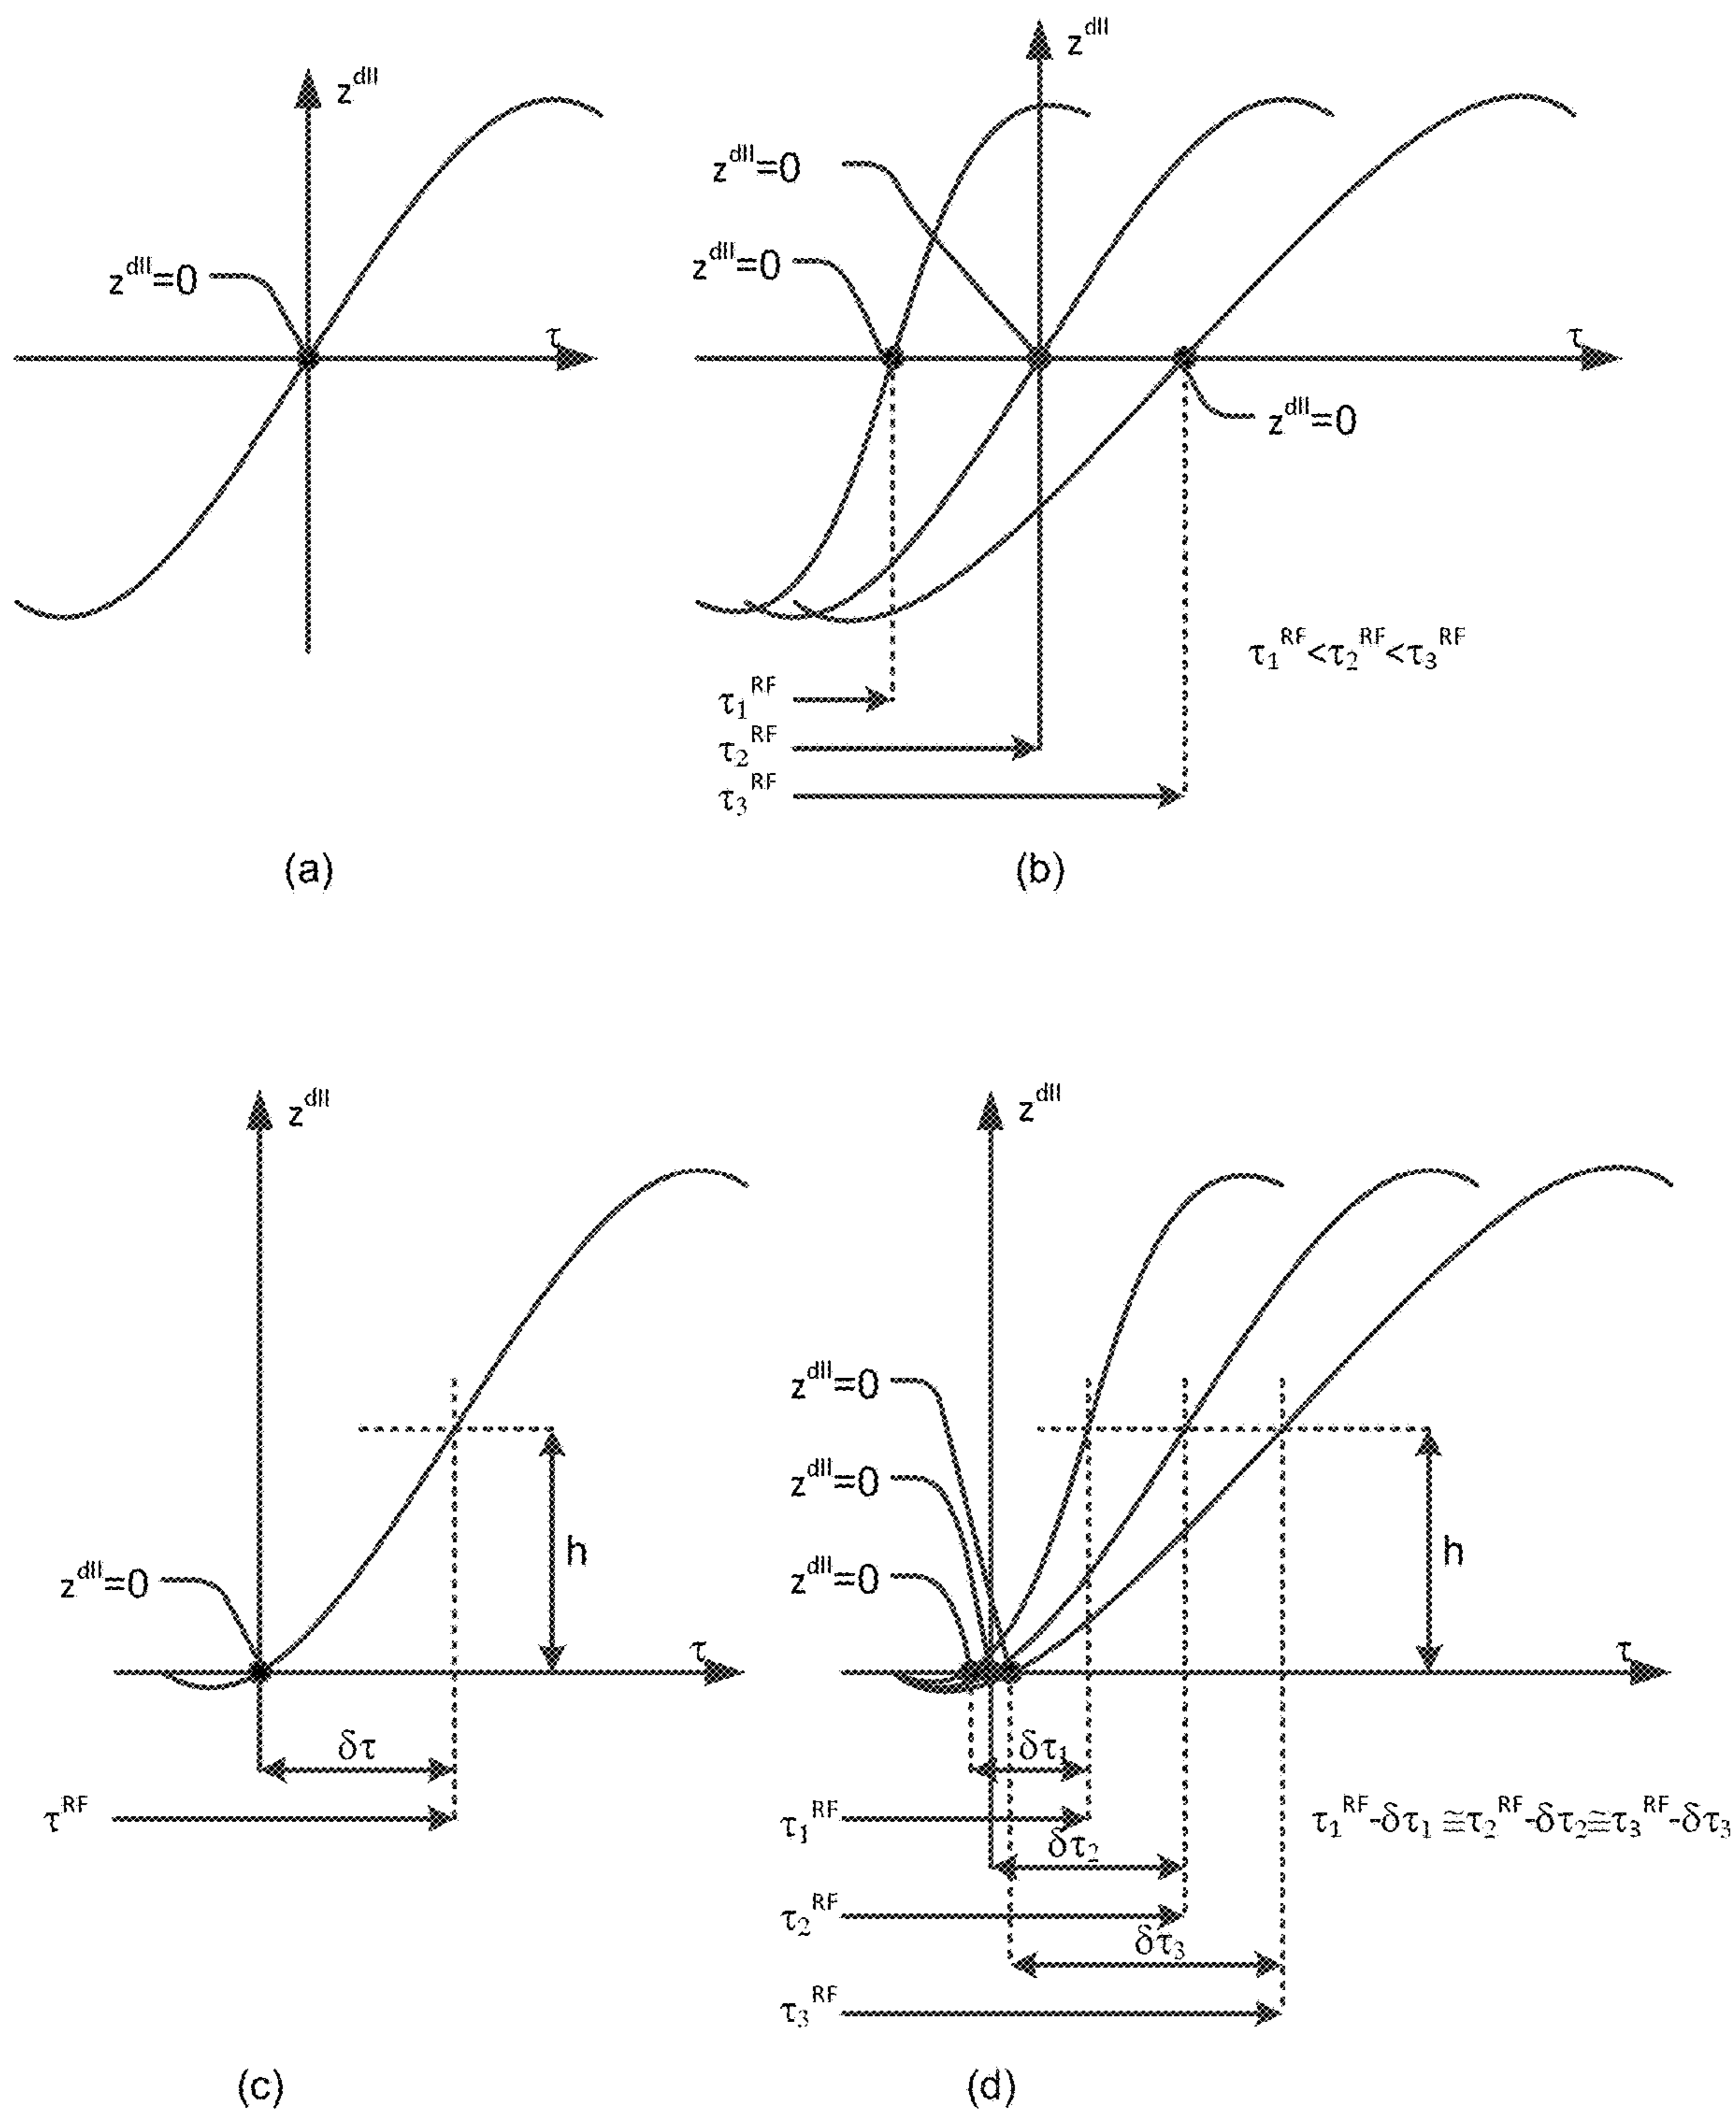 z^dll
τ
z^dll=0
(a)
z^dll
z^dll=0
z^dll=0
τ
z^dll=0
τ₁^RF<τ₂^RF<τ₃^RF
τ₁^RF
τ₂^RF
τ₃^RF
(b)
z^dll
h
z^dll=0
τ
δτ
τ^RF
(c)
z^dll
z^dll=0
z^dll=0
z^dll=0
h
τ
δτ₁
τ₁^RF
τ₁^RF-δτ₁≅τ₂^RF-δτ₂≅τ₃^RF-δτ₃
δτ₂
τ₂^RF
δτ₃
τ₃^RF
(d)